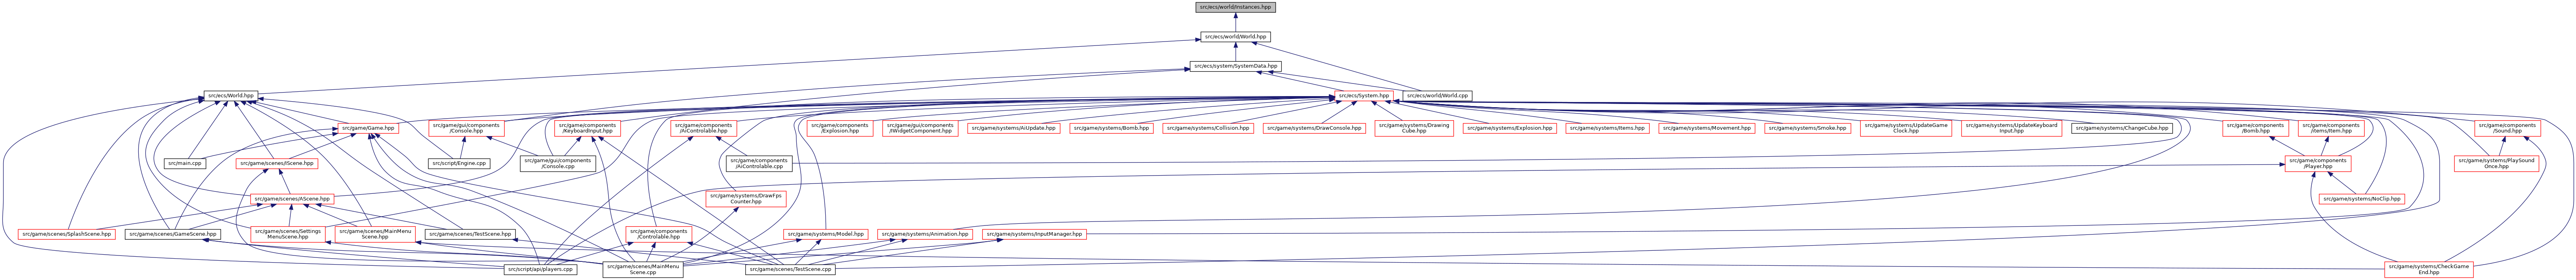 src/ecs/world/Instances.hpp
src/ecs/world/World.hpp
src/ecs/system/SystemData.hpp
src/ecs/World.hpp
src/ecs/System.hpp
src/ecs/world/World.cpp
src/game/Game.hpp
src/game/gui/components
/Console.hpp
src/game/components
/KeyboardInput.hpp
src/game/components
/AiControlable.hpp
src/game/components
/Explosion.hpp
src/game/gui/components
/IWidgetComponent.hpp
src/game/systems/AiUpdate.hpp
src/game/systems/Bomb.hpp
src/game/systems/Collision.hpp
src/game/systems/DrawConsole.hpp
src/game/systems/Drawing
Cube.hpp
src/game/systems/Explosion.hpp
src/game/systems/Items.hpp
src/game/systems/Movement.hpp
src/game/systems/Smoke.hpp
src/game/systems/UpdateGame
Clock.hpp
src/game/systems/UpdateKeyboard
Input.hpp
src/game/systems/ChangeCube.hpp
src/game/components
/Bomb.hpp
src/game/components
/items/Item.hpp
src/game/components
/Sound.hpp
src/main.cpp
src/game/scenes/IScene.hpp
src/script/Engine.cpp
src/game/gui/components
/Console.cpp
src/game/components
/AiControlable.cpp
src/game/components
/Player.hpp
src/game/systems/PlaySound
Once.hpp
src/game/scenes/AScene.hpp
src/game/systems/DrawFps
Counter.hpp
src/game/systems/NoClip.hpp
src/game/scenes/SplashScene.hpp
src/game/scenes/GameScene.hpp
src/game/scenes/Settings
MenuScene.hpp
src/game/scenes/MainMenu
Scene.hpp
src/game/scenes/TestScene.hpp
src/game/components
/Controlable.hpp
src/game/systems/Model.hpp
src/game/systems/Animation.hpp
src/game/systems/InputManager.hpp
src/script/api/players.cpp
src/game/scenes/MainMenu
Scene.cpp
src/game/scenes/TestScene.cpp
src/game/systems/CheckGame
End.hpp